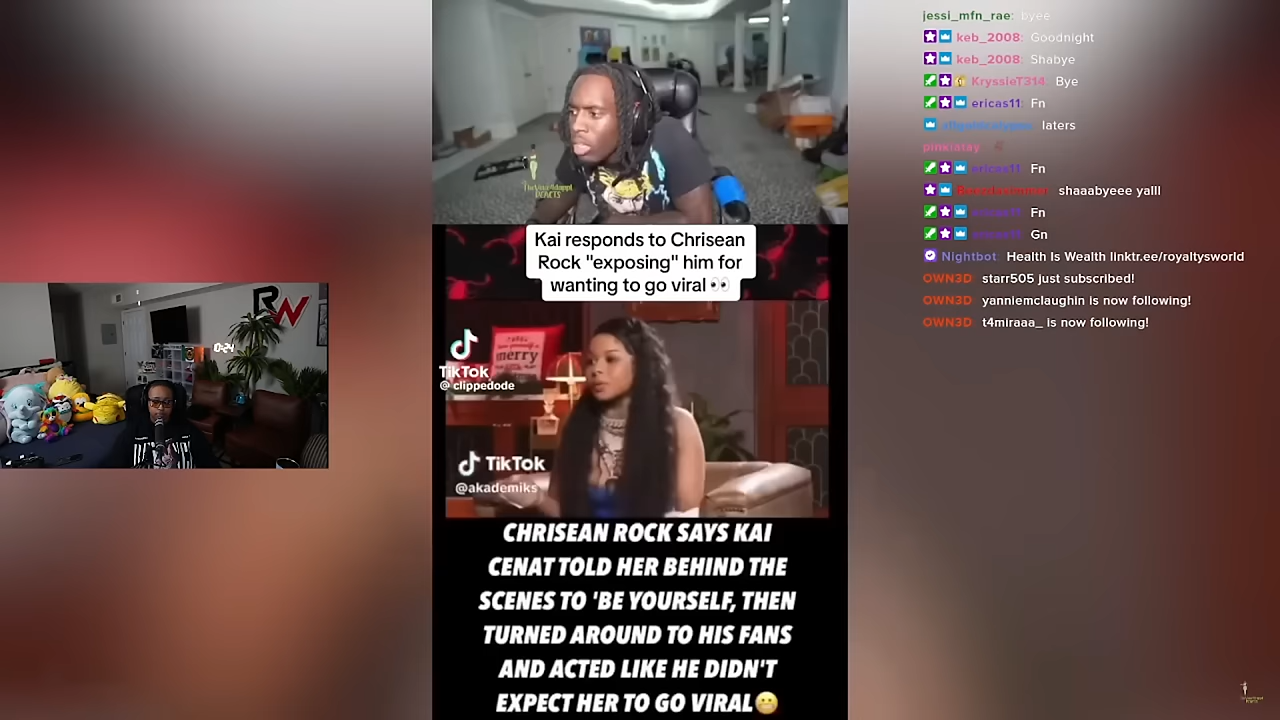 jessi_mfn_rae: byee
keb_2008: Goodnight
keb_2008: Shabye
KryssieT314: Bye
ericas11: Fn
laters
pinkiatay
ericas11 Fn
shaaabyeee yalll
Fn
Gn
Nightbot: Health Is Wealth linktr.ee/royaltysworld
OWN3D starr505 just subscribed!
OWN3D yanniemclaughin is now following!
OWN3D t4miraaa_ is now following!
RW
10:24
REACTS
Kai responds to Chrisean
Rock "exposing" him for
wanting to go viral 👀
merry
TikTok
@clippedode
TikTok
@akademiks
CHRISEAN ROCK SAYS KAI
CENAT TOLD HER BEHIND THE
SCENES TO 'BE YOURSELF, THEN
TURNED AROUND TO HIS FANS
AND ACTED LIKE HE DIDN'T
EXPECT HER TO GO VIRAL😬